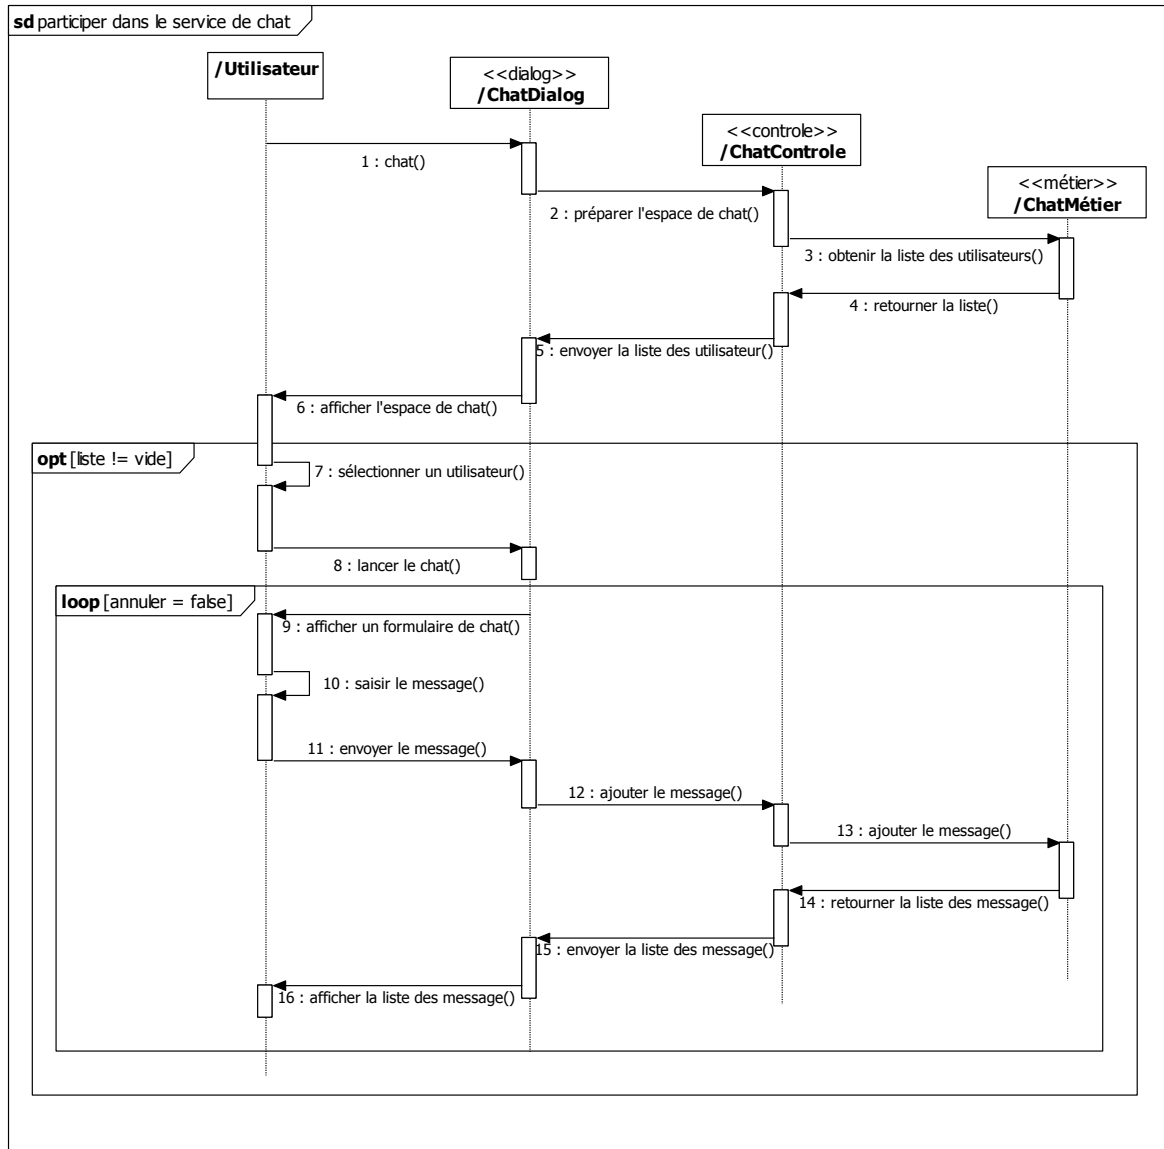 sd participer dans le service de chat
/Utilisateur
<<dialog>>
/ChatDialog
<<controle>>
/ChatControle
<<métier>>
/ChatMétier
1 : chat()
2 : préparer l'espace de chat()
3 : obtenir la liste des utilisateurs()
4 : retourner la liste()
5 : envoyer la liste des utilisateur()
6 : afficher l'espace de chat()
opt [liste != vide]
7 : sélectionner un utilisateur()
8 : lancer le chat()
loop [annuler = false]
9 : afficher un formulaire de chat()
10 : saisir le message()
11 : envoyer le message()
12 : ajouter le message()
13 : ajouter le message()
14 : retourner la liste des message()
15 : envoyer la liste des message()
16 : afficher la liste des message()